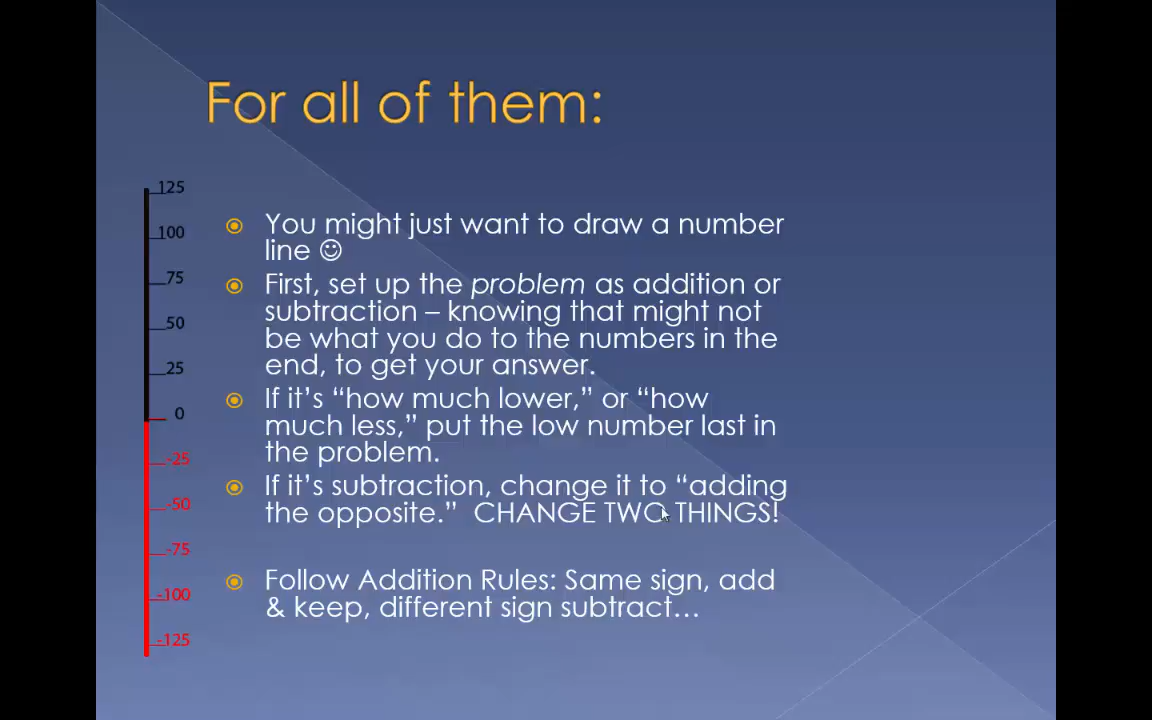 For all of them:
125
100
75
50
25
0
-25
-50
-75
-100
-125
You might just want to draw a number
line ☺
First, set up the problem as addition or
subtraction – knowing that might not
be what you do to the numbers in the
end, to get your answer.
If it’s “how much lower,” or “how
much less,” put the low number last in
the problem.
If it’s subtraction, change it to “adding
the opposite.”  CHANGE TWO THINGS!
Follow Addition Rules: Same sign, add
& keep, different sign subtract…